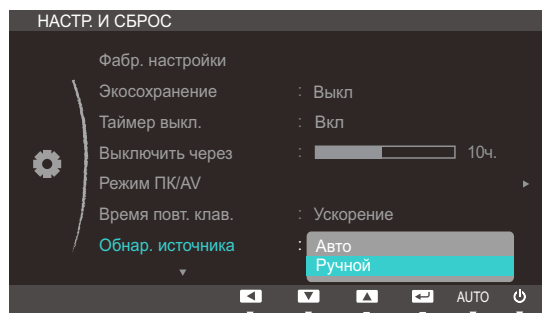 НАСТР. И СБРОС
Фабр. настройки
Экосохранение : Выкл
Таймер выкл. : Вкл
Выключить через : 10ч.
Режим ПК/AV
Время повт. клав. : Ускорение
Обнар. источника : Авто
Ручной
AUTO